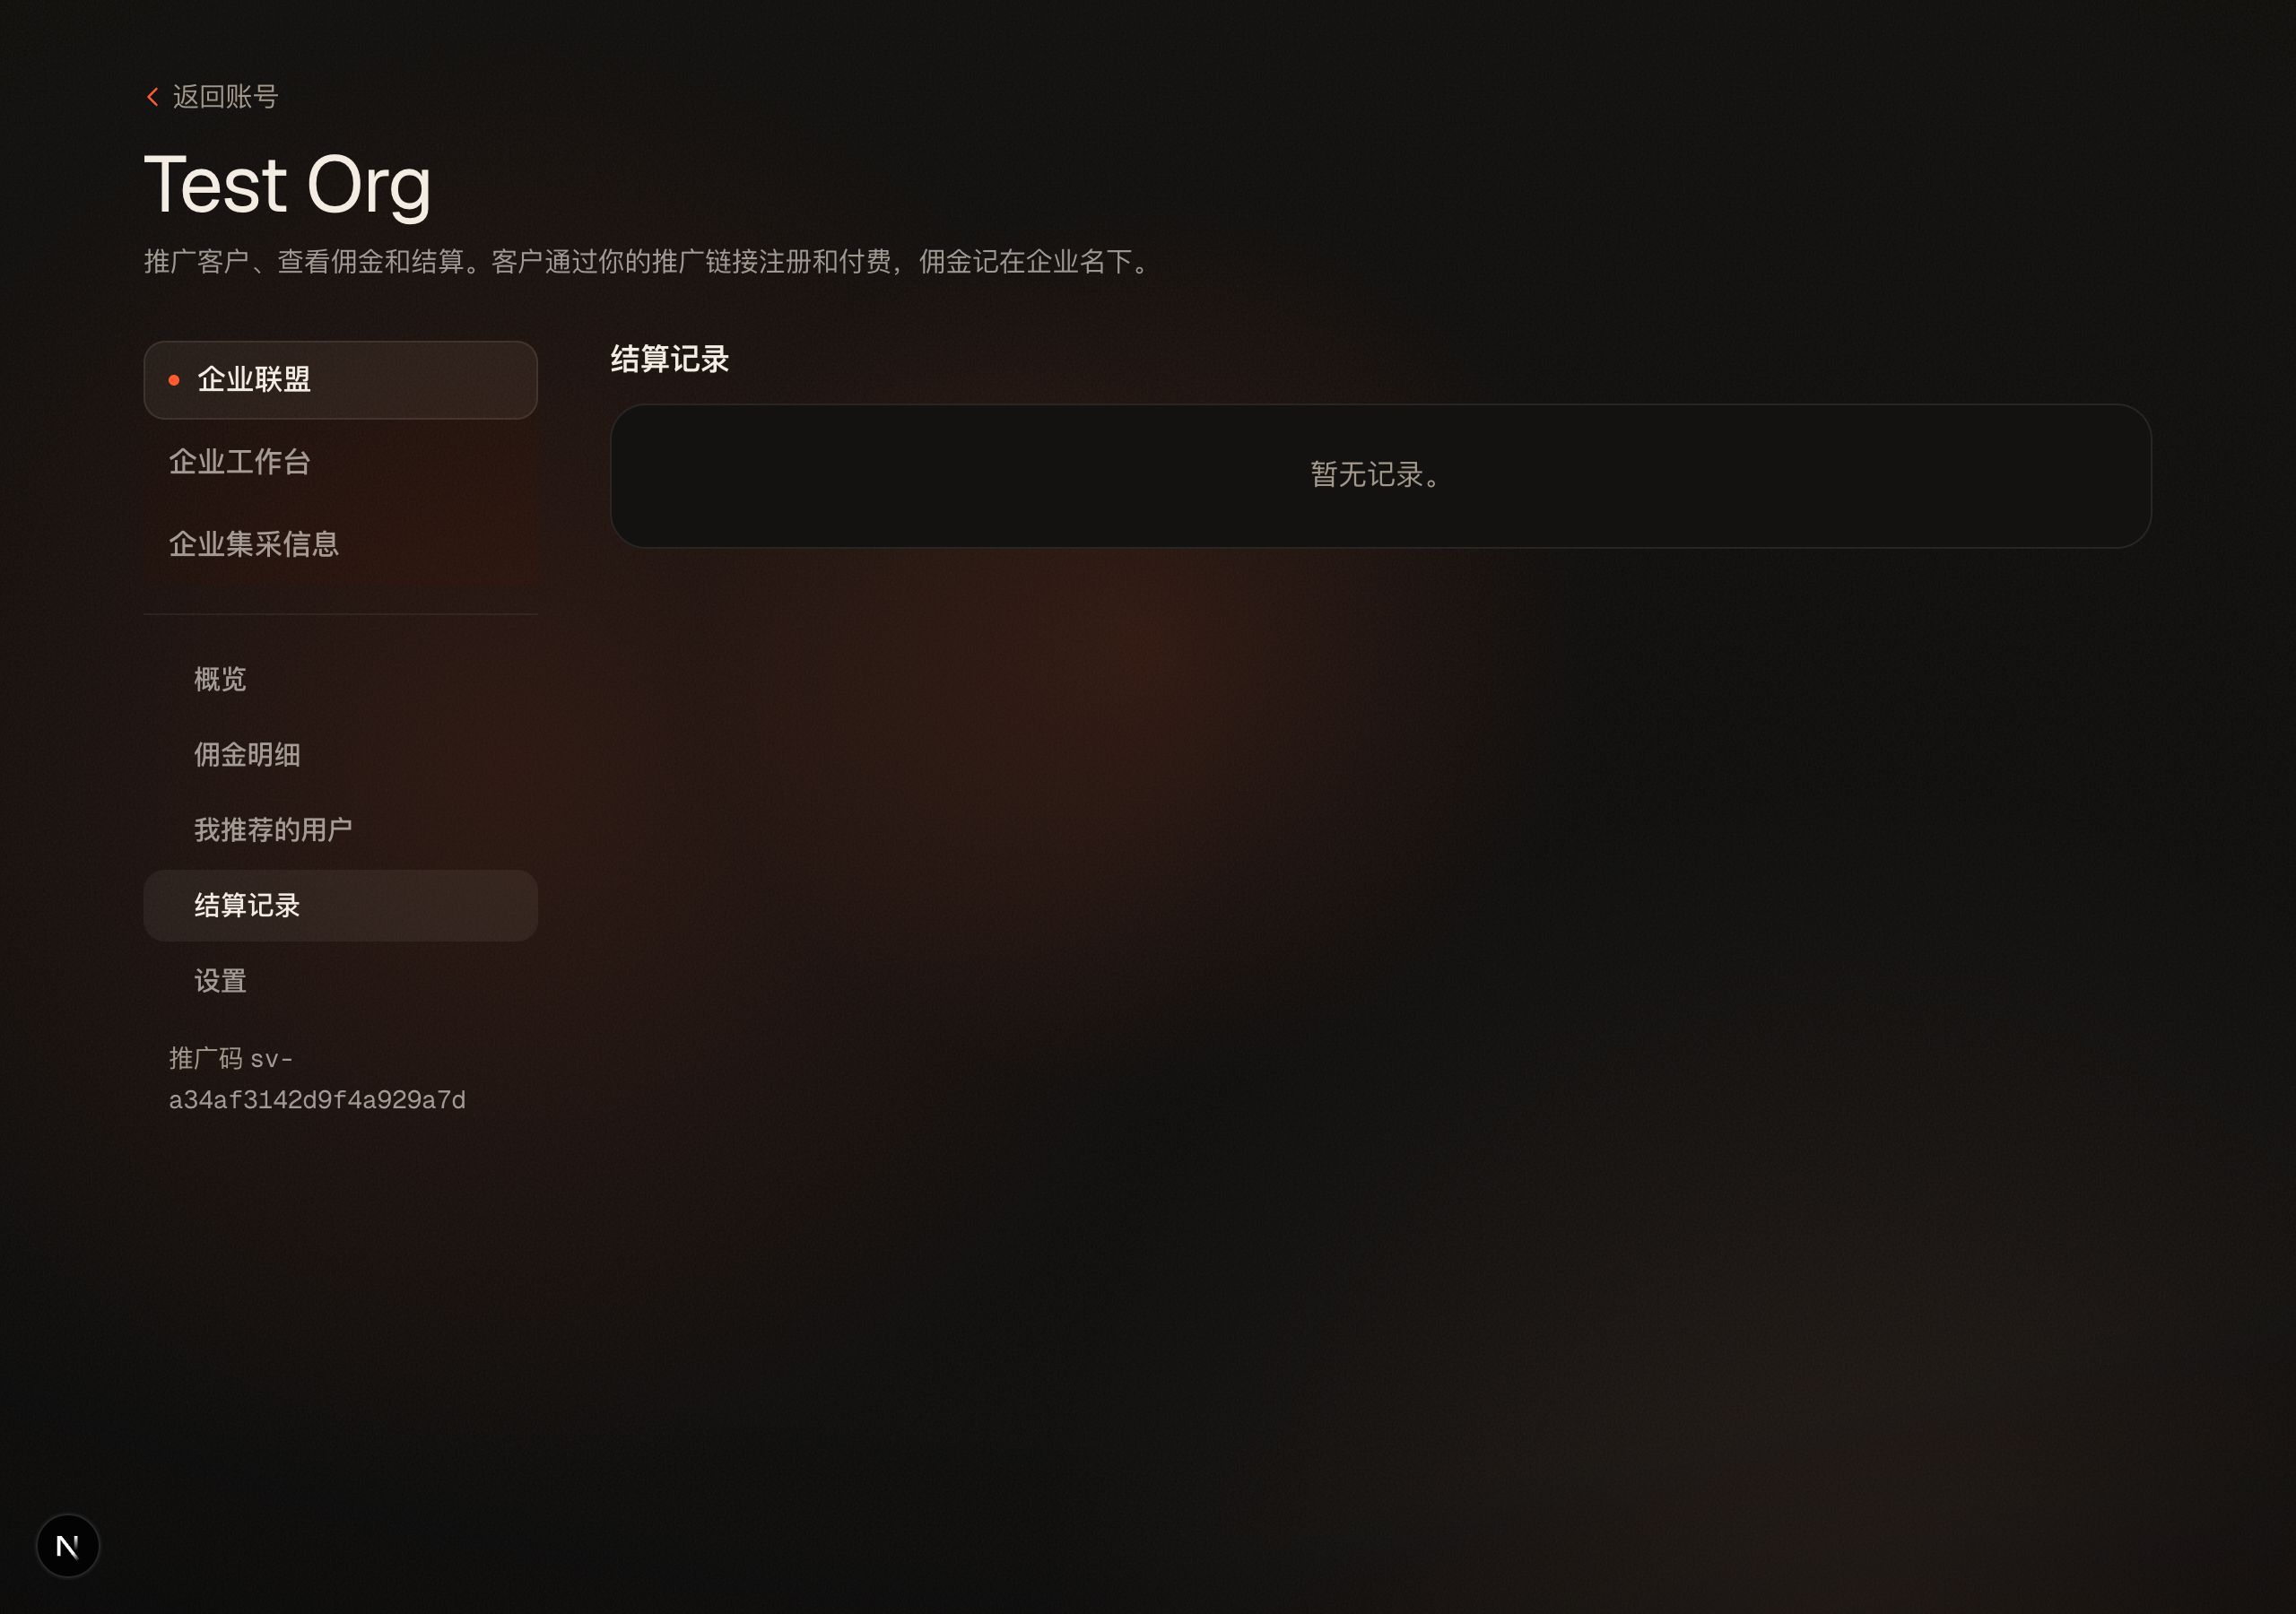 返回账号
Test Org
推广客户、查看佣金和结算。客户通过你的推广链接注册和付费，佣金记在企业名下。
企业联盟
企业工作台
企业集采信息
概览
佣金明细
我推荐的用户
结算记录
设置
推广码 sv-
a34af3142d9f4a929a7d
结算记录
暂无记录。
N